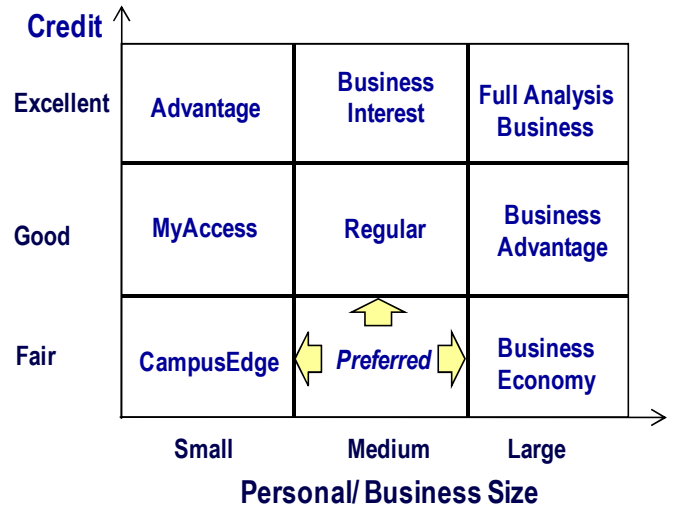 Credit
Excellent
Advantage
Business
Interest
Full Analysis
Business
Good
MyAccess
Regular
Business
Advantage
Fair
CampusEdge
Preferred
Business
Economy
Small
Medium
Large
Personal/ Business Size